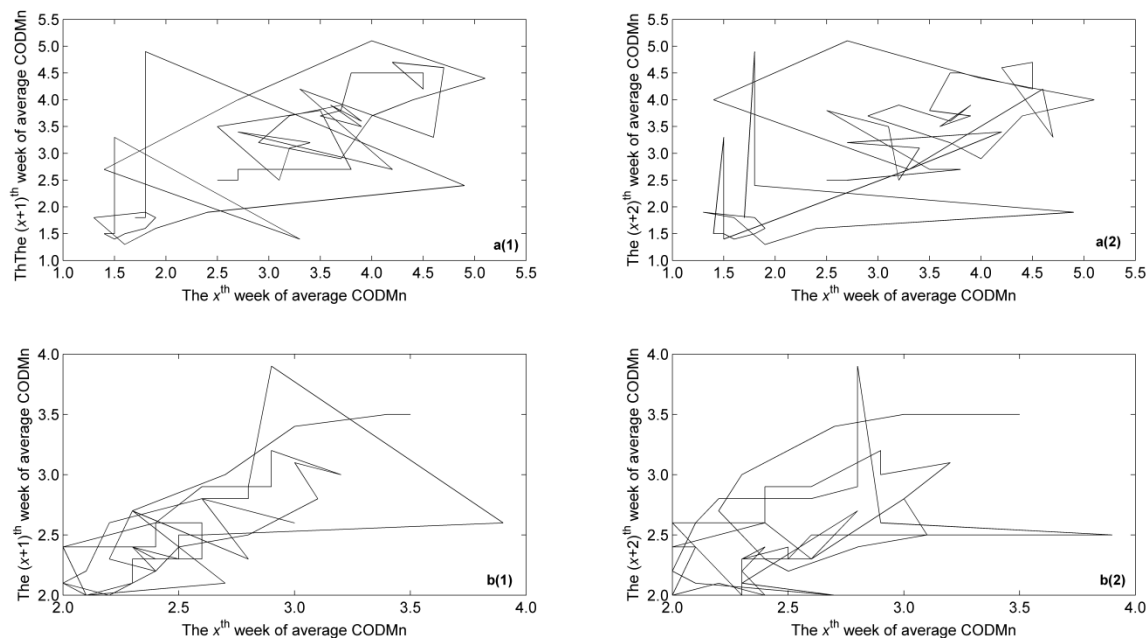 5.5
5.0
4.5
4.0
3.5
3.0
2.5
2.0
1.5
1.0
ThThe (x+1)th week of average CODMn
1.0 1.5 2.0 2.5 3.0 3.5 4.0 4.5 5.0 5.5
The xth week of average CODMn
a(1)
5.5
5.0
4.5
4.0
3.5
3.0
2.5
2.0
1.5
1.0
The (x+2)th week of average CODMn
1.0 1.5 2.0 2.5 3.0 3.5 4.0 4.5 5.0 5.5
The xth week of average CODMn
a(2)
4.0
3.5
3.0
2.5
2.0
The (x+1)th week of average CODMn
2.0 2.5 3.0 3.5 4.0
The xth week of average CODMn
b(1)
4.0
3.5
3.0
2.5
2.0
The (x+2)th week of average CODMn
2.0 2.5 3.0 3.5 4.0
The xth week of average CODMn
b(2)